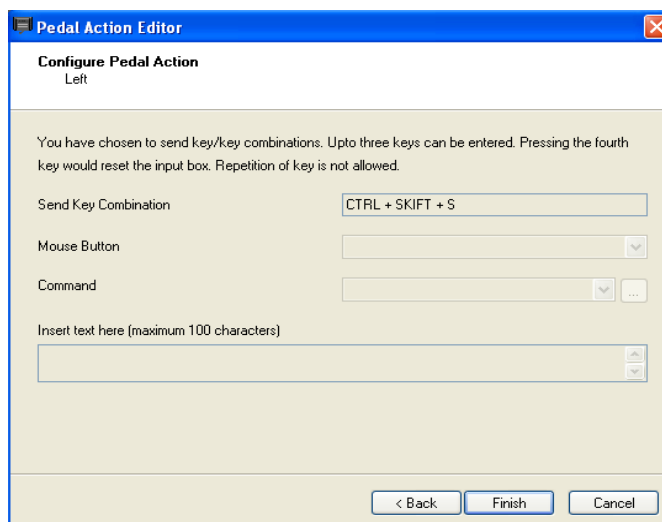 Pedal Action Editor
Configure Pedal Action
Left
You have chosen to send key/key combinations. Upto three keys can be entered. Pressing the fourth
key would reset the input box. Repetition of key is not allowed.
Send Key Combination
CTRL + SKIFT + S
Mouse Button
Command
...
Insert text here (maximum 100 characters)
< Back
Finish
Cancel